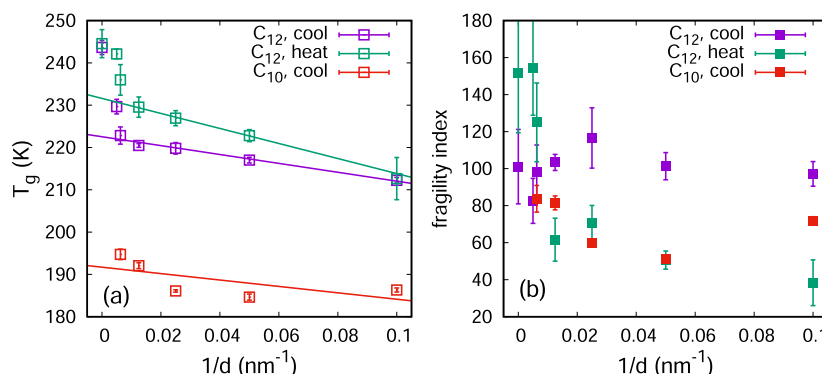 250
240
230
220
210
200
190
180
0
0.02
0.04
0.06
0.08
0.1
T_g (K)
1/d (nm⁻¹)
C₁₂, cool
C₁₂, heat
C₁₀, cool
(a)
180
160
140
120
100
80
60
40
20
0
0.02
0.04
0.06
0.08
0.1
fragility index
1/d (nm⁻¹)
C₁₂, cool
C₁₂, heat
C₁₀, cool
(b)